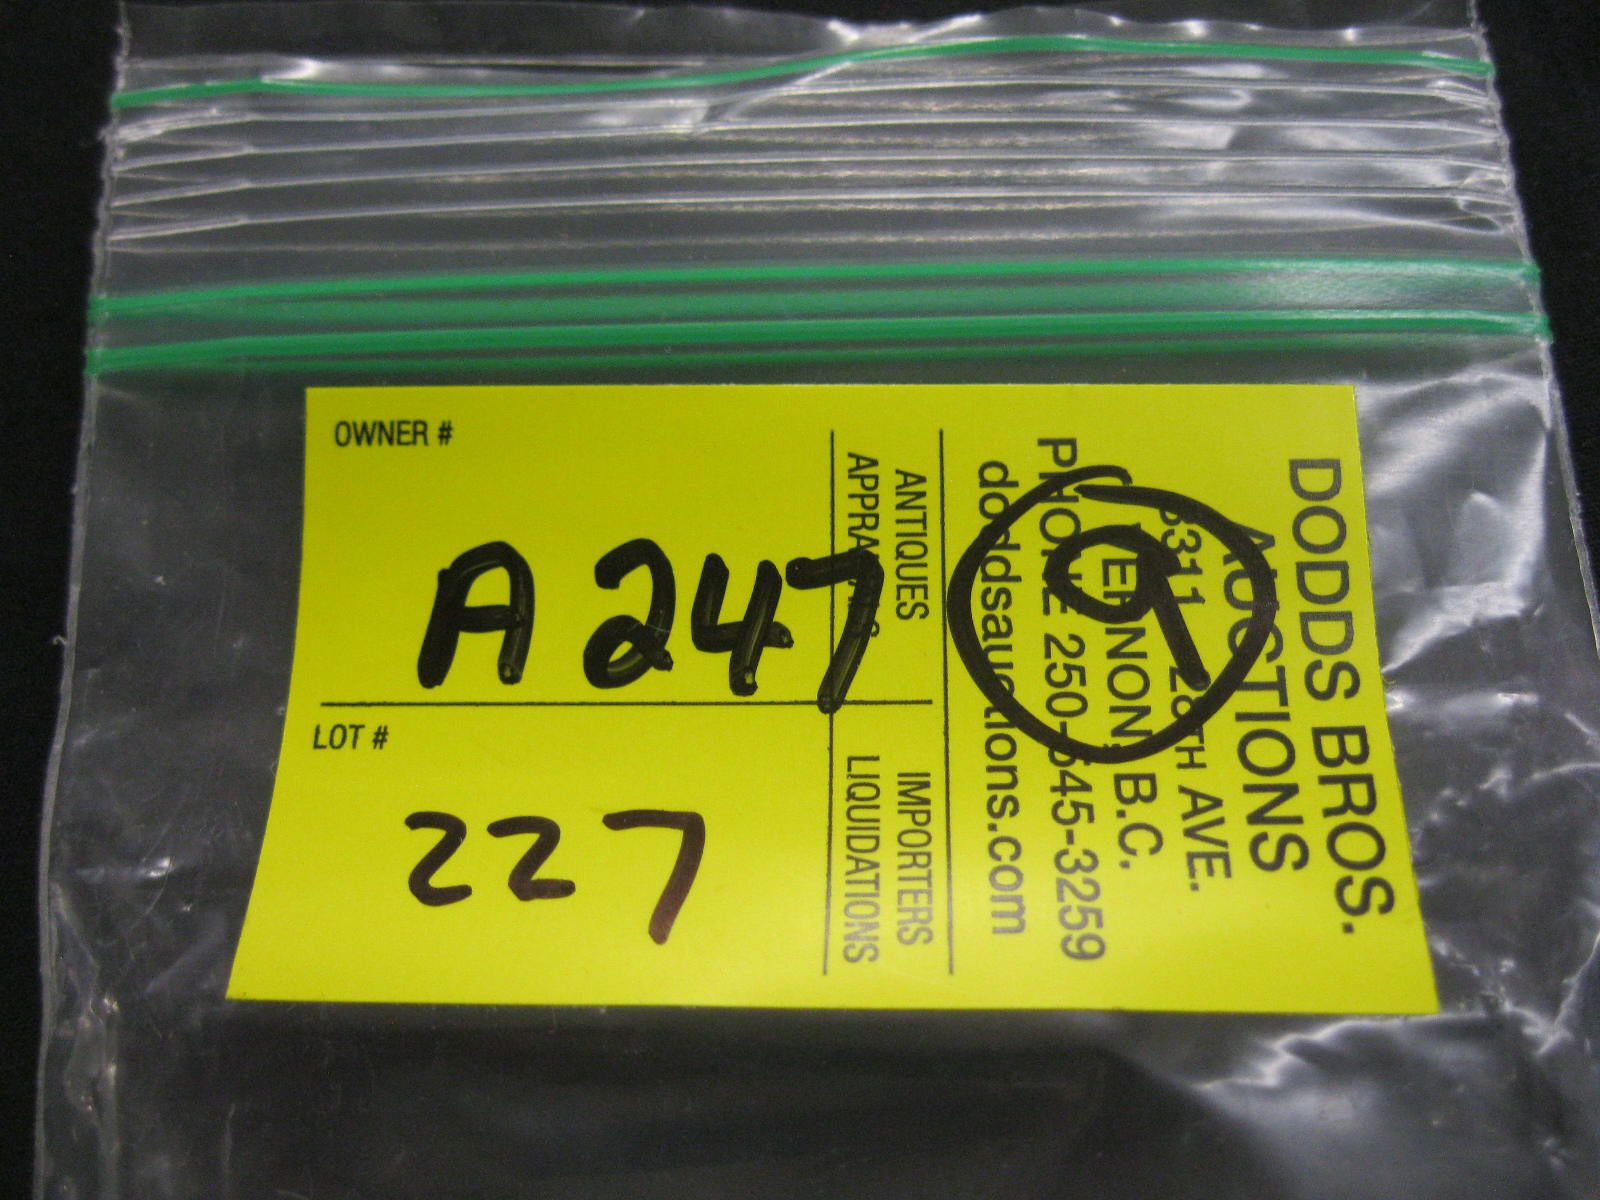 OWNER #
A 247
LOT #
227
ANTIQUES
APPRAISALS
IMPORTERS
LIQUIDATIONS
DODDS BROS.
AUCTIONS
28TH AVE.
VERNON, B.C.
PHONE 250-545-3259
doddsauctions.com
9